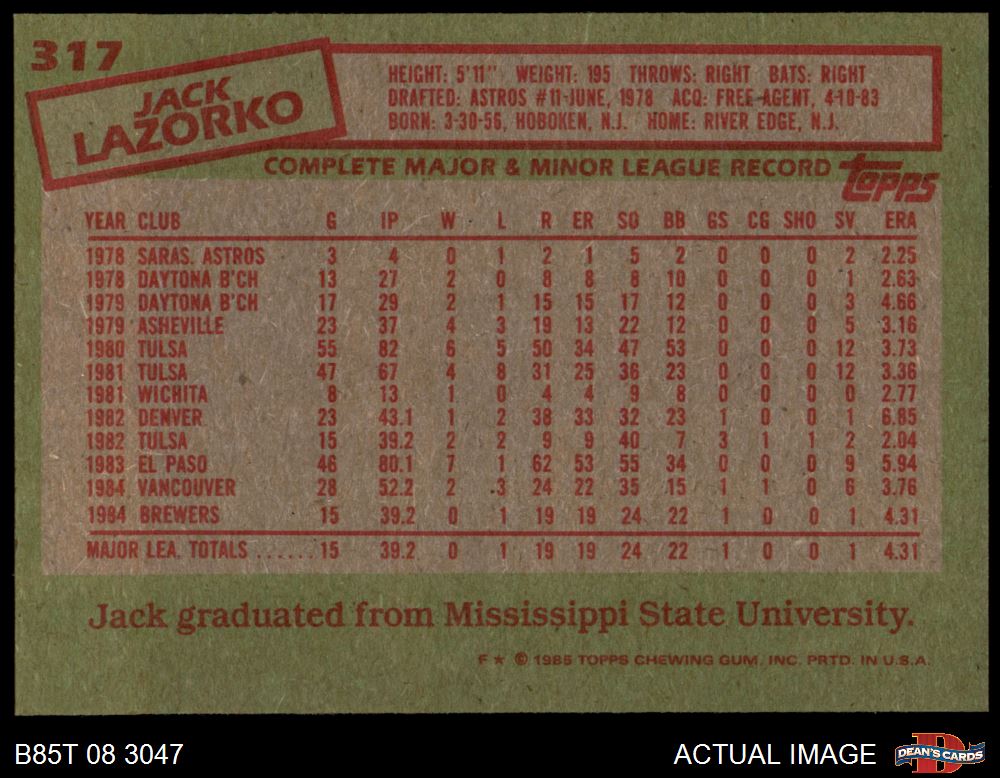 317
JACK
LAZORKO
HEIGHT: 5'11" WEIGHT: 195 THROWS: RIGHT BATS: RIGHT
DRAFTED: ASTROS #11-JUNE, 1978 ACQ: FREE-AGENT, 4-10-83
BORN: 3-30-56, HOBOKEN, N.J. HOME: RIVER EDGE, N.J.
COMPLETE MAJOR & MINOR LEAGUE RECORD topps
YEAR CLUB G IP W L R ER SO BB GS CG SHO SV ERA
1978 SARAS. ASTROS 3 4 0 1 2 1 5 2 0 0 0 2 2.25
1978 DAYTONA B'CH 13 27 2 0 8 8 8 10 0 0 0 1 2.63
1979 DAYTONA B'CH 17 29 2 1 15 15 17 12 0 0 0 3 4.66
1979 ASHEVILLE 23 37 4 3 19 13 22 12 0 0 0 5 3.16
1980 TULSA 55 82 6 5 50 34 47 53 0 0 0 12 3.73
1981 TULSA 47 67 4 8 31 25 36 23 0 0 0 12 3.36
1981 WICHITA 8 13 1 0 4 4 9 8 0 0 0 0 2.77
1982 DENVER 23 43.1 1 2 38 33 32 23 1 0 0 1 6.85
1982 TULSA 15 39.2 2 2 9 9 40 7 3 1 1 2 2.04
1983 EL PASO 46 80.1 7 1 62 53 55 34 0 0 0 9 5.94
1984 VANCOUVER 28 52.2 2 3 24 22 35 15 1 1 0 6 3.76
1984 BREWERS 15 39.2 0 1 19 19 24 22 1 0 0 1 4.31
MAJOR LEA. TOTALS ......15 39.2 0 1 19 19 24 22 1 0 0 1 4.31
Jack graduated from Mississippi State University.
F ★ © 1985 TOPPS CHEWING GUM, INC. PRTD. IN U.S.A.
B85T 08 3047 ACTUAL IMAGE DEAN'S CARDS